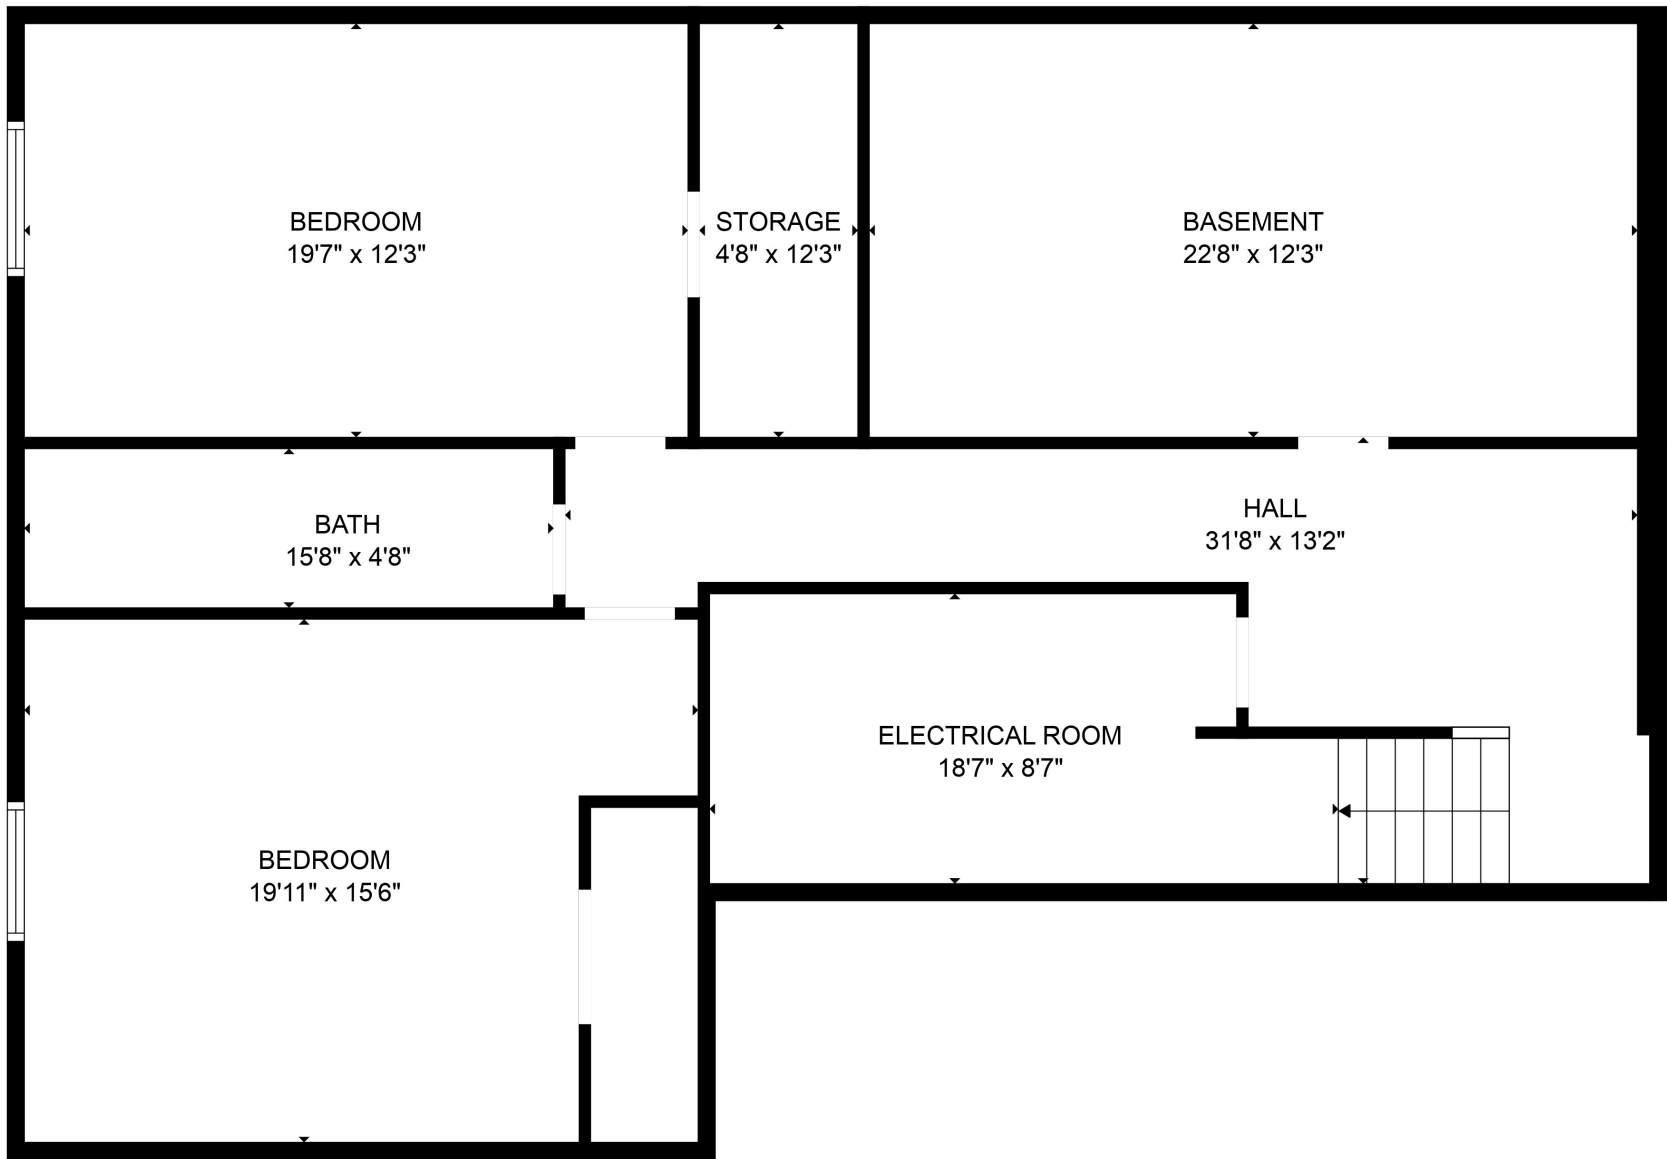 BEDROOM
19'7" x 12'3"
STORAGE
4'8" x 12'3"
BASEMENT
22'8" x 12'3"
BATH
15'8" x 4'8"
HALL
31'8" x 13'2"
ELECTRICAL ROOM
18'7" x 8'7"
BEDROOM
19'11" x 15'6"